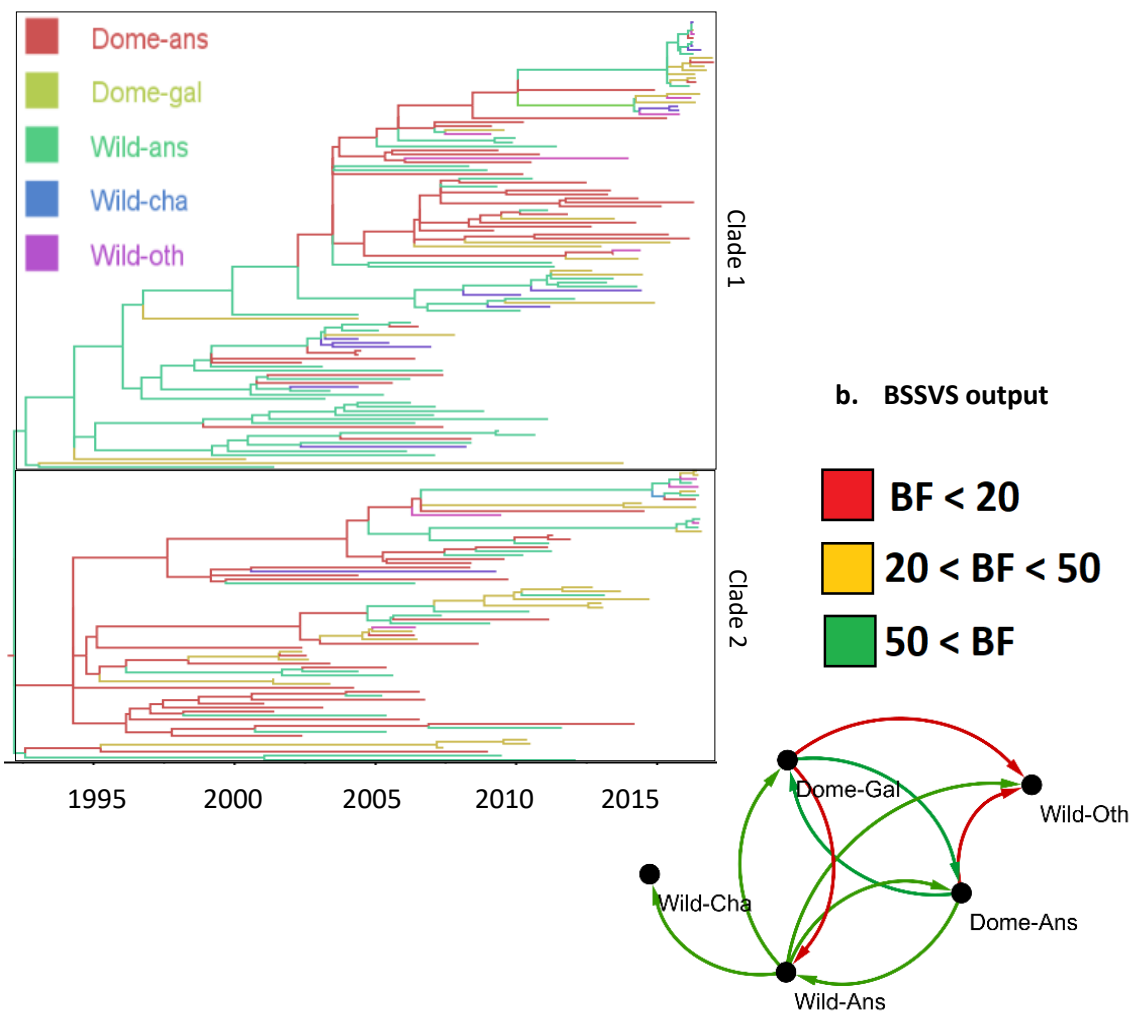 Dome-ans
Dome-gal
Wild-ans
Wild-cha
Wild-oth
Clade 1
Clade 2
1995 2000 2005 2010 2015
b. BSSVS output
BF < 20
20 < BF < 50
50 < BF
Dome-Gal
Wild-Oth
Wild-Cha
Dome-Ans
Wild-Ans